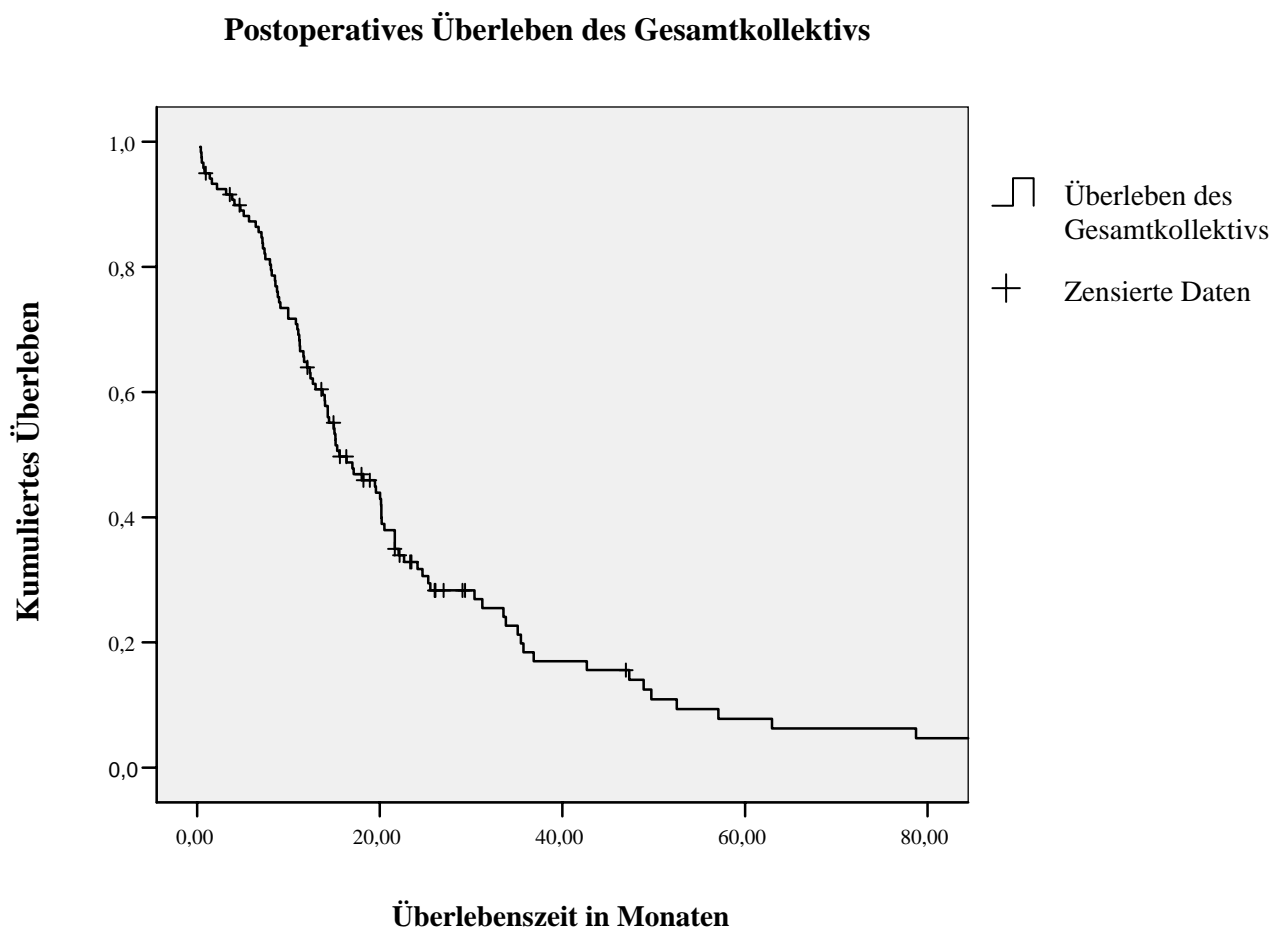 Postoperatives Überleben des Gesamtkollektivs
1,0
0,8
0,6
0,4
0,2
0,0
Kumuliertes Überleben
0,00 20,00 40,00 60,00 80,00
Überlebenszeit in Monaten
Überleben des
Gesamtkollektivs
Zensierte Daten